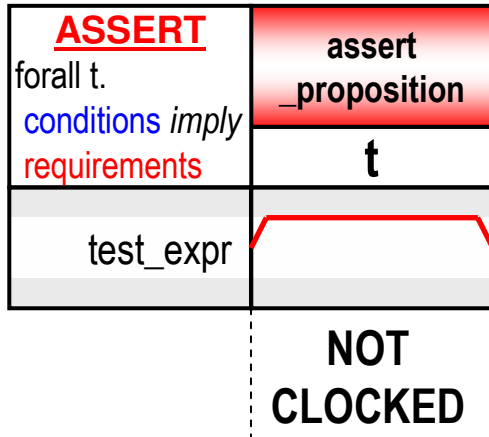 ASSERT
forall t.
conditions imply
requirements
assert
_proposition
t
test_expr
NOT
CLOCKED